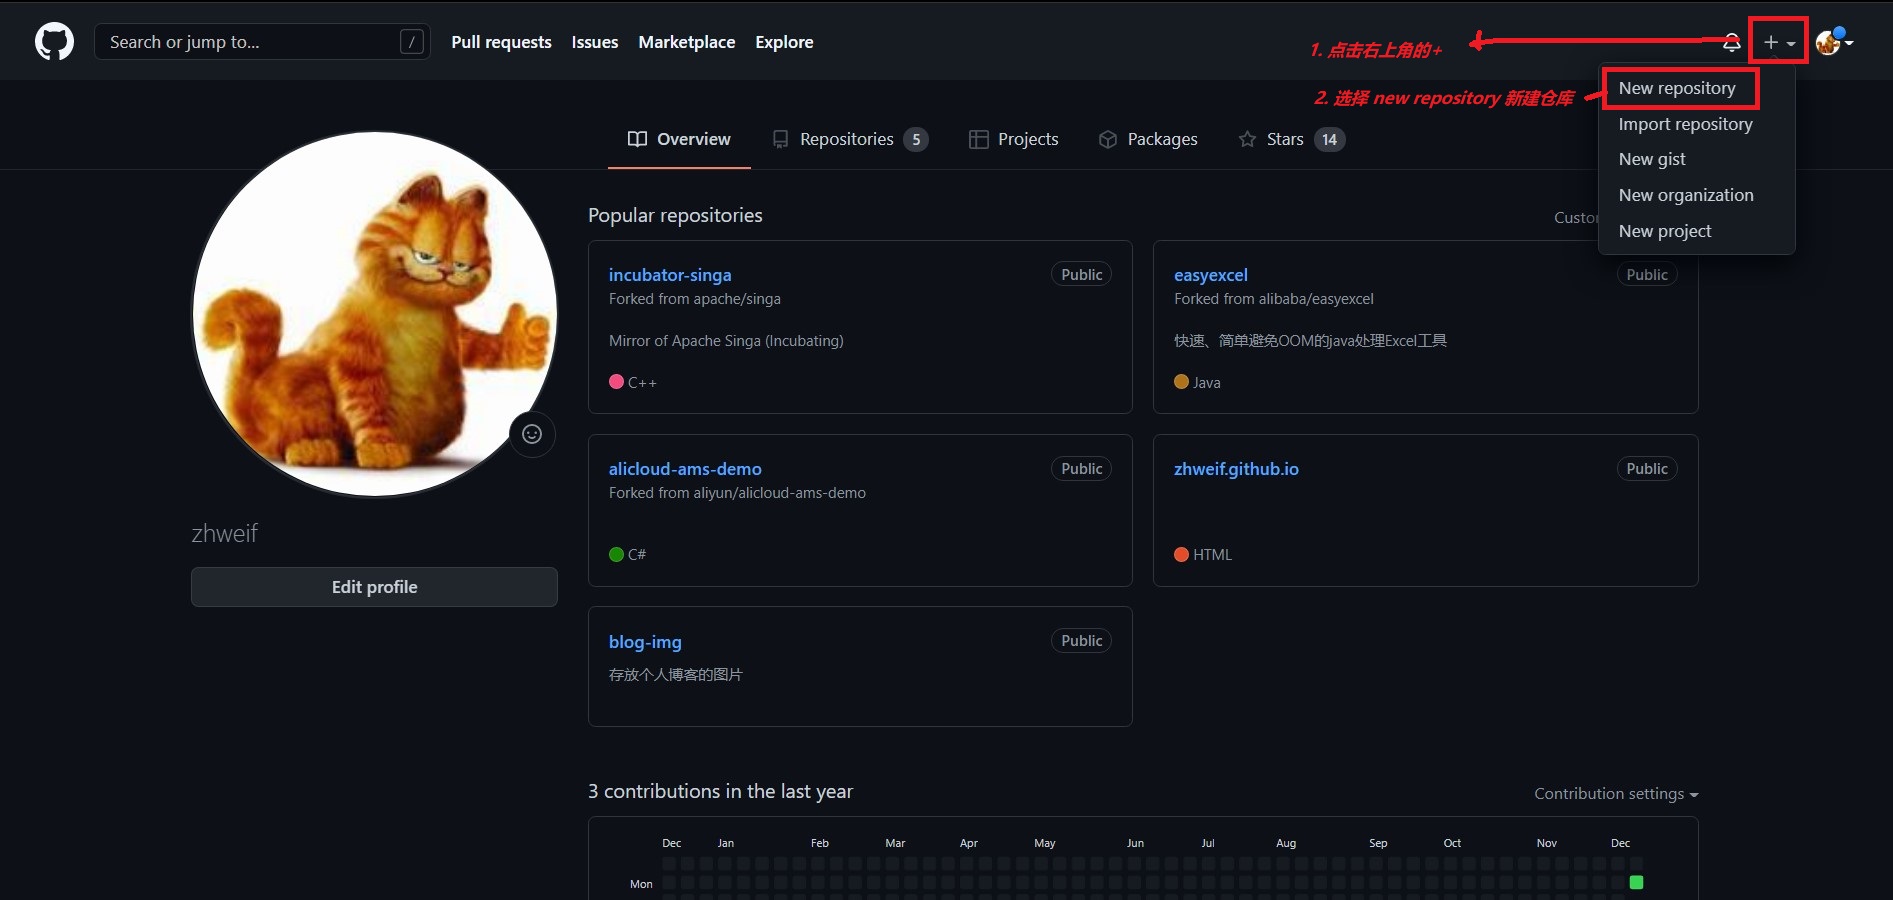 Search or jump to... /
Pull requests Issues Marketplace Explore
1. 点击右上角的+
2. 选择 new repository 新建仓库
New repository
Import repository
New gist
New organization
New project
Overview Repositories 5 Projects Packages Stars 14
zhweif
Edit profile
Popular repositories
incubator-singa Public
Forked from apache/singa
Mirror of Apache Singa (Incubating)
C++
easyexcel Public
Forked from alibaba/easyexcel
快速、简单避免OOM的java处理Excel工具
Java
alicloud-ams-demo Public
Forked from aliyun/alicloud-ams-demo
C#
zhweif.github.io Public
HTML
blog-img Public
存放个人博客的图片
3 contributions in the last year
Contribution settings
Dec Jan Feb Mar Apr May Jun Jul Aug Sep Oct Nov Dec
Mon